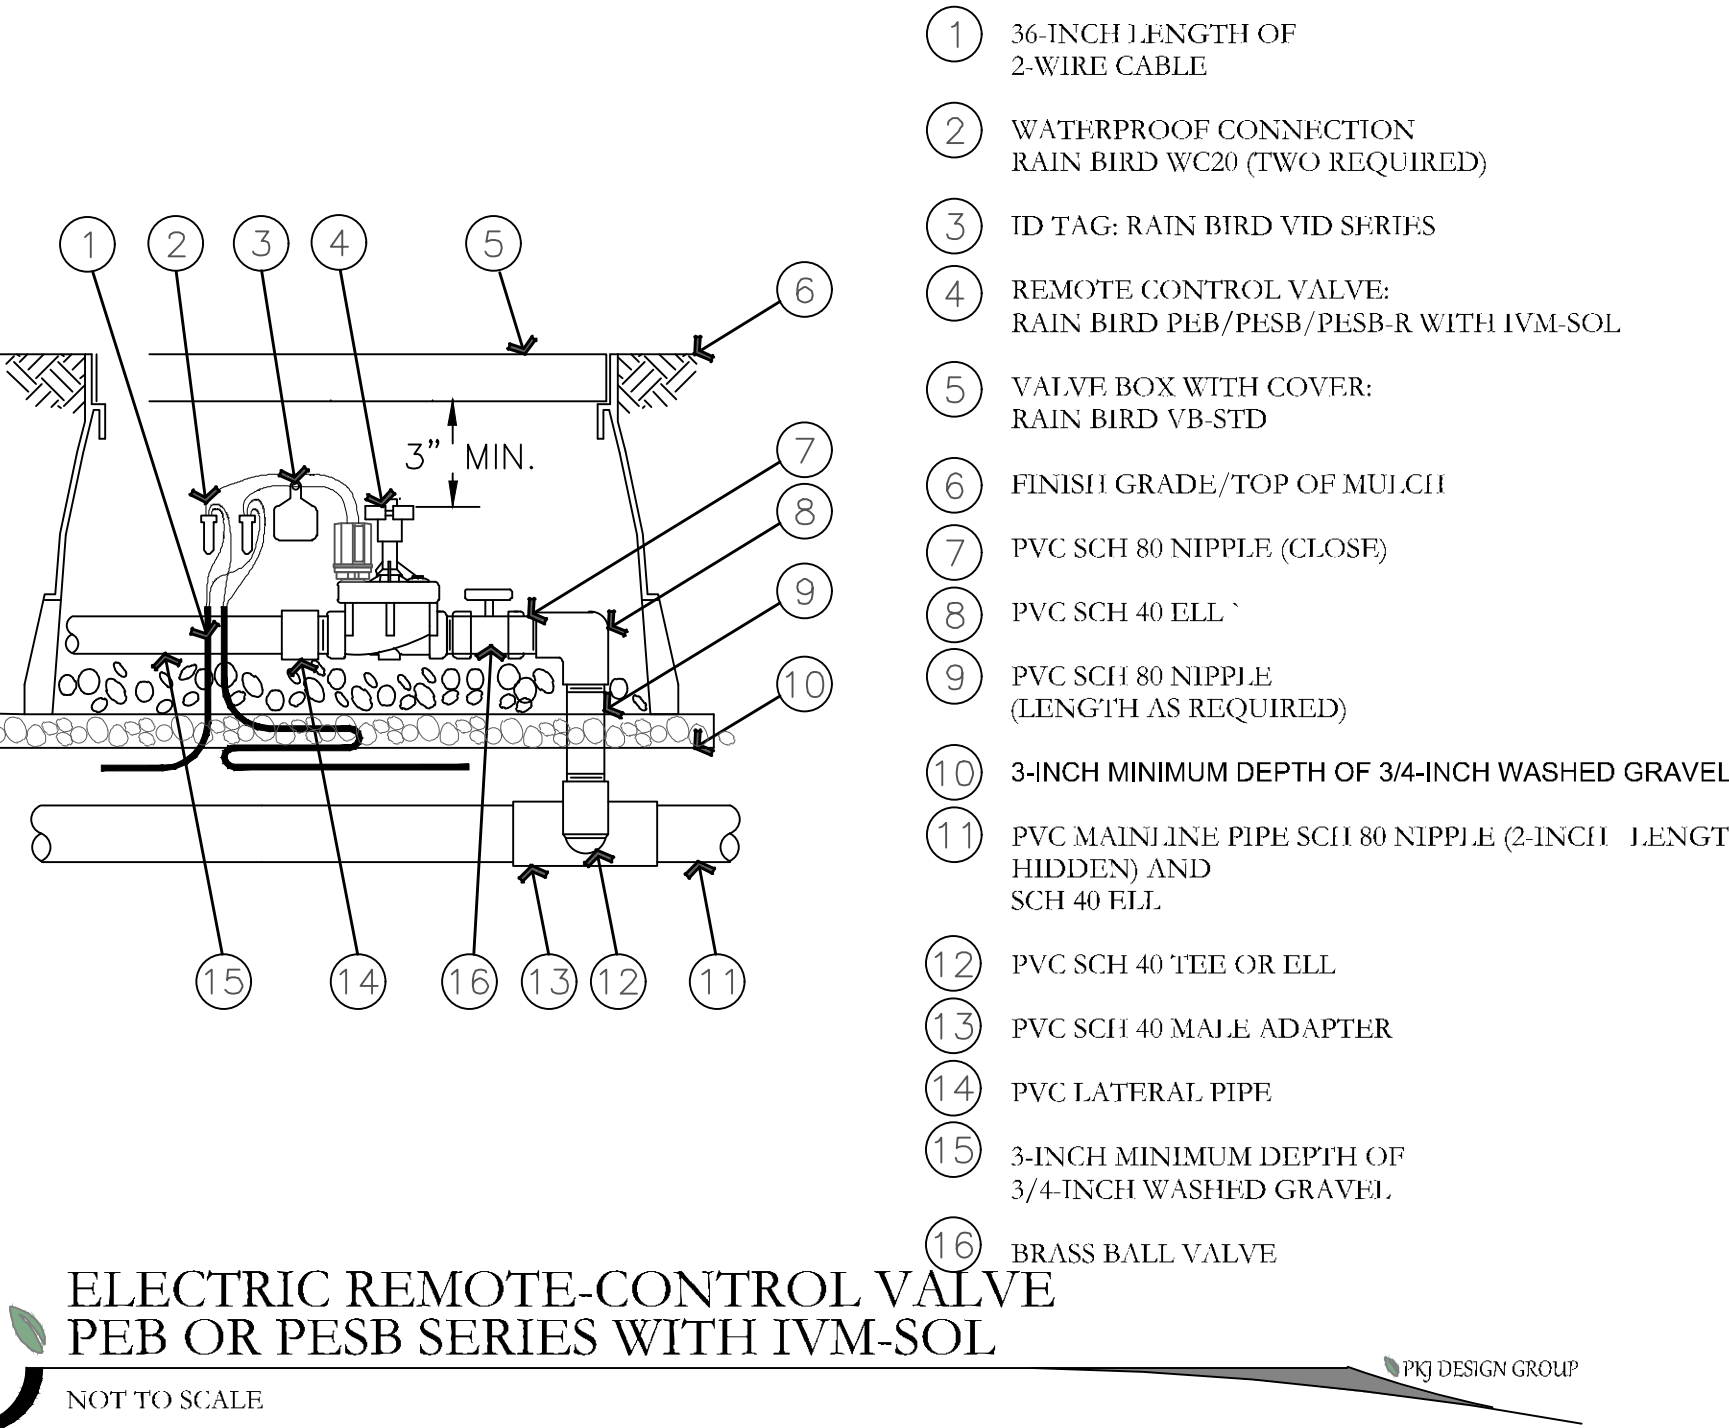 1 36-INCH LENGTH OF
2-WIRE CABLE
2 WATERPROOF CONNECTION
RAIN BIRD WC20 (TWO REQUIRED)
3 ID TAG: RAIN BIRD VID SERIES
4 REMOTE CONTROL VALVE:
RAIN BIRD PEB/PESB/PESB-R WITH IVM-SOL
5 VALVE BOX WITH COVER:
RAIN BIRD VB-STD
6 FINISH GRADE/TOP OF MULCH
7 PVC SCH 80 NIPPLE (CLOSE)
8 PVC SCH 40 ELL `
9 PVC SCH 80 NIPPLE
(LENGTH AS REQUIRED)
10 3-INCH MINIMUM DEPTH OF 3/4-INCH WASHED GRAVEL
11 PVC MAINLINE PIPE SCH 80 NIPPLE (2-INCH LENGT
HIDDEN) AND
SCH 40 ELL
12 PVC SCH 40 TEE OR ELL
13 PVC SCH 40 MALE ADAPTER
14 PVC LATERAL PIPE
15 3-INCH MINIMUM DEPTH OF
3/4-INCH WASHED GRAVEL
16 BRASS BALL VALVE
1 2 3 4 5
6
3" MIN.
7
8
9
10
15 14 16 13 12 11
ELECTRIC REMOTE-CONTROL VALVE
PEB OR PESB SERIES WITH IVM-SOL
PKJ DESIGN GROUP
NOT TO SCALE